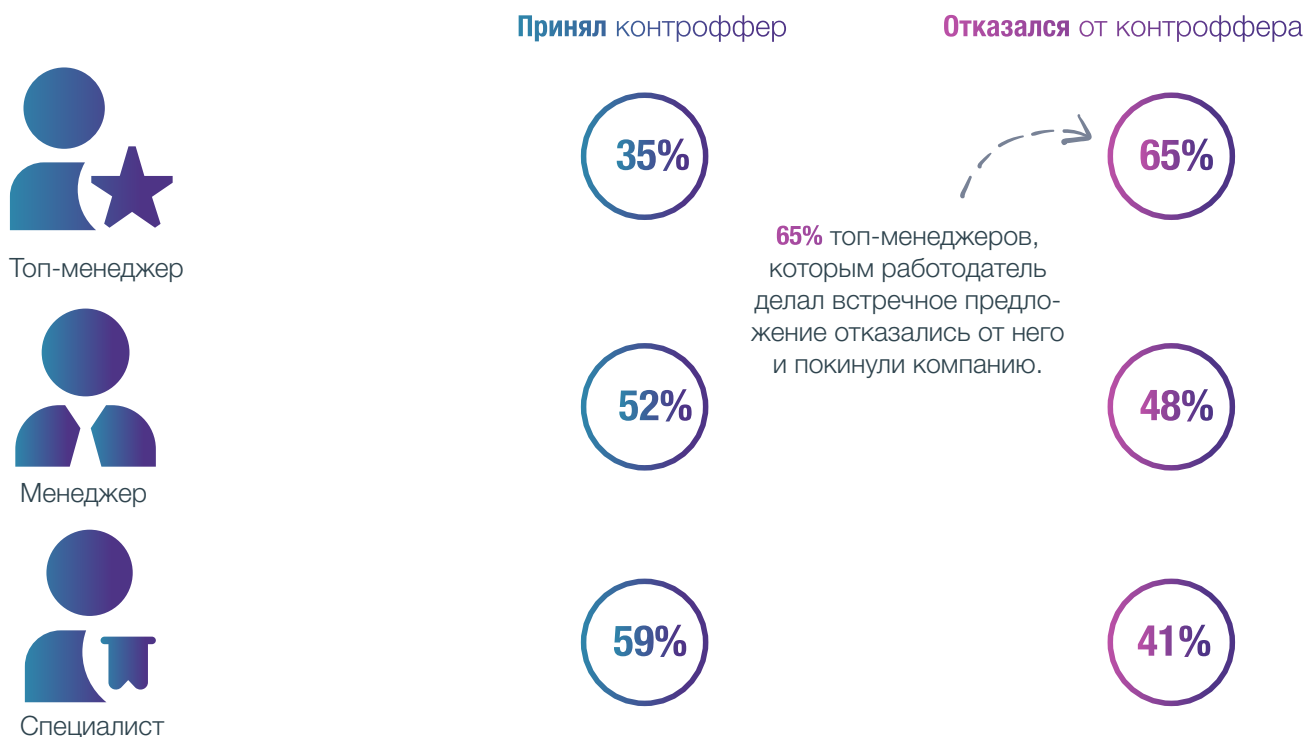 Принял контроффер
Отказался от контроффера
35%
65%
65% топ-менеджеров,
которым работодатель
делал встречное предло-
жение отказались от него
и покинули компанию.
Топ-менеджер
52%
48%
Менеджер
59%
41%
Специалист